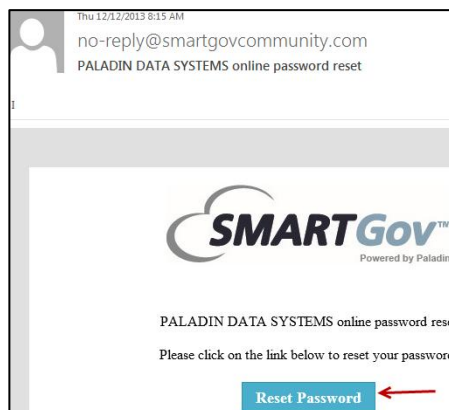 Thu 12/12/2013 8:15 AM
no-reply@smartgovcommunity.com
PALADIN DATA SYSTEMS online password reset
SMARTGov™
Powered by Paladin
PALADIN DATA SYSTEMS online password rese
Please click on the link below to reset your password
Reset Password